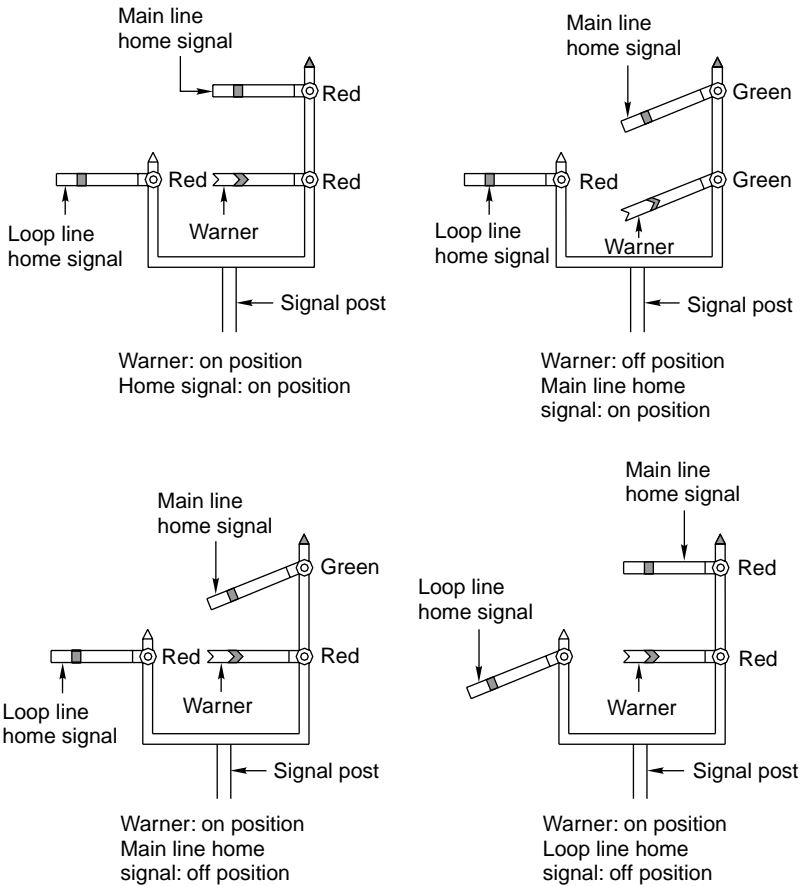 Main line
home signal
Red
Red
Red
Loop line
home signal
Warner
Signal post
Warner: on position
Home signal: on position
Main line
home signal
Green
Red
Green
Loop line
home signal
Warner
Signal post
Warner: off position
Main line home
signal: on position
Main line
home signal
Green
Red
Red
Loop line
home signal
Warner
Signal post
Warner: on position
Main line home
signal: off position
Main line
home signal
Red
Loop line
home signal
Red
Warner
Signal post
Warner: on position
Loop line home
signal: off position